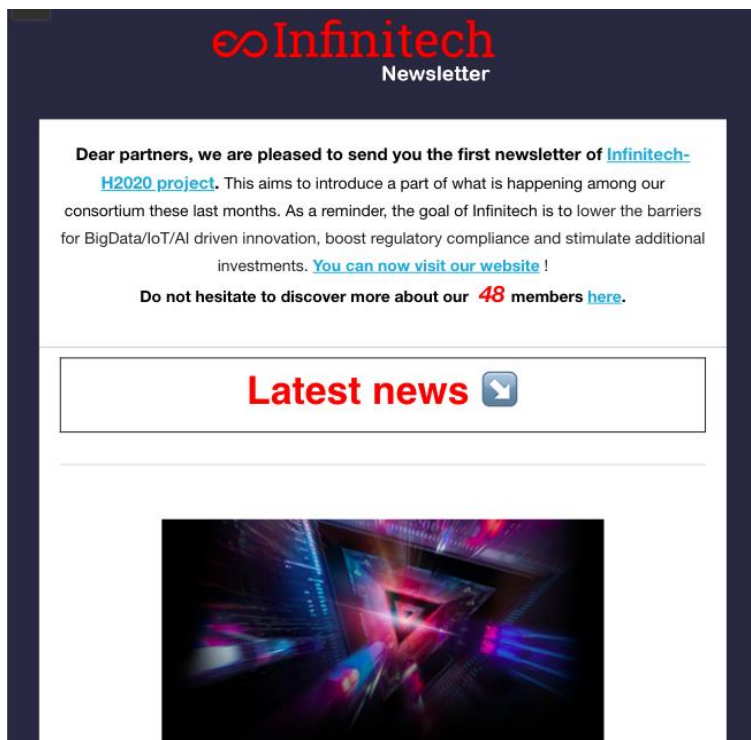 Infinitech
Newsletter
Dear partners, we are pleased to send you the first newsletter of Infinitech-
H2020 project. This aims to introduce a part of what is happening among our
consortium these last months. As a reminder, the goal of Infinitech is to lower the barriers
for BigData/IoT/AI driven innovation, boost regulatory compliance and stimulate additional
investments. You can now visit our website !
Do not hesitate to discover more about our 48 members here.
Latest news ↘️